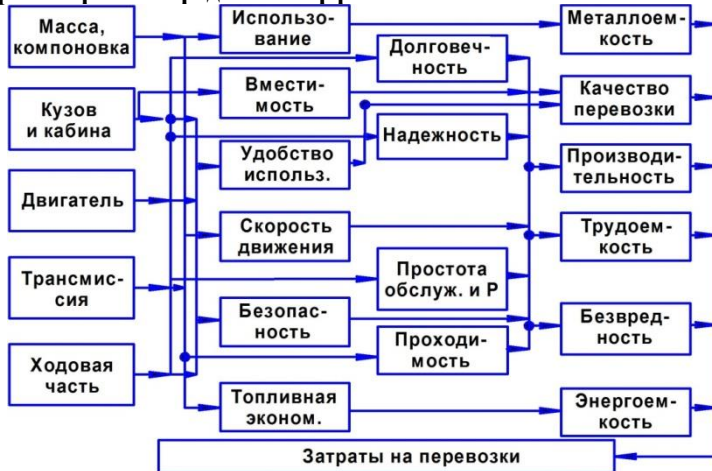 Масса,
компоновка
Кузов
и кабина
Двигатель
Трансмис-
сия
Ходовая
часть
Использо-
вание
Вмести-
мость
Удобство
использ.
Скорость
движения
Безопас-
ность
Топливная
эконом.
Долговеч-
ность
Надежность
Простота
обслуж. и Р
Проходи-
мость
Металлоем-
кость
Качество
перевозки
Производи-
тельность
Трудоем-
кость
Безвред-
ность
Энергоем-
кость
Затраты на перевозки